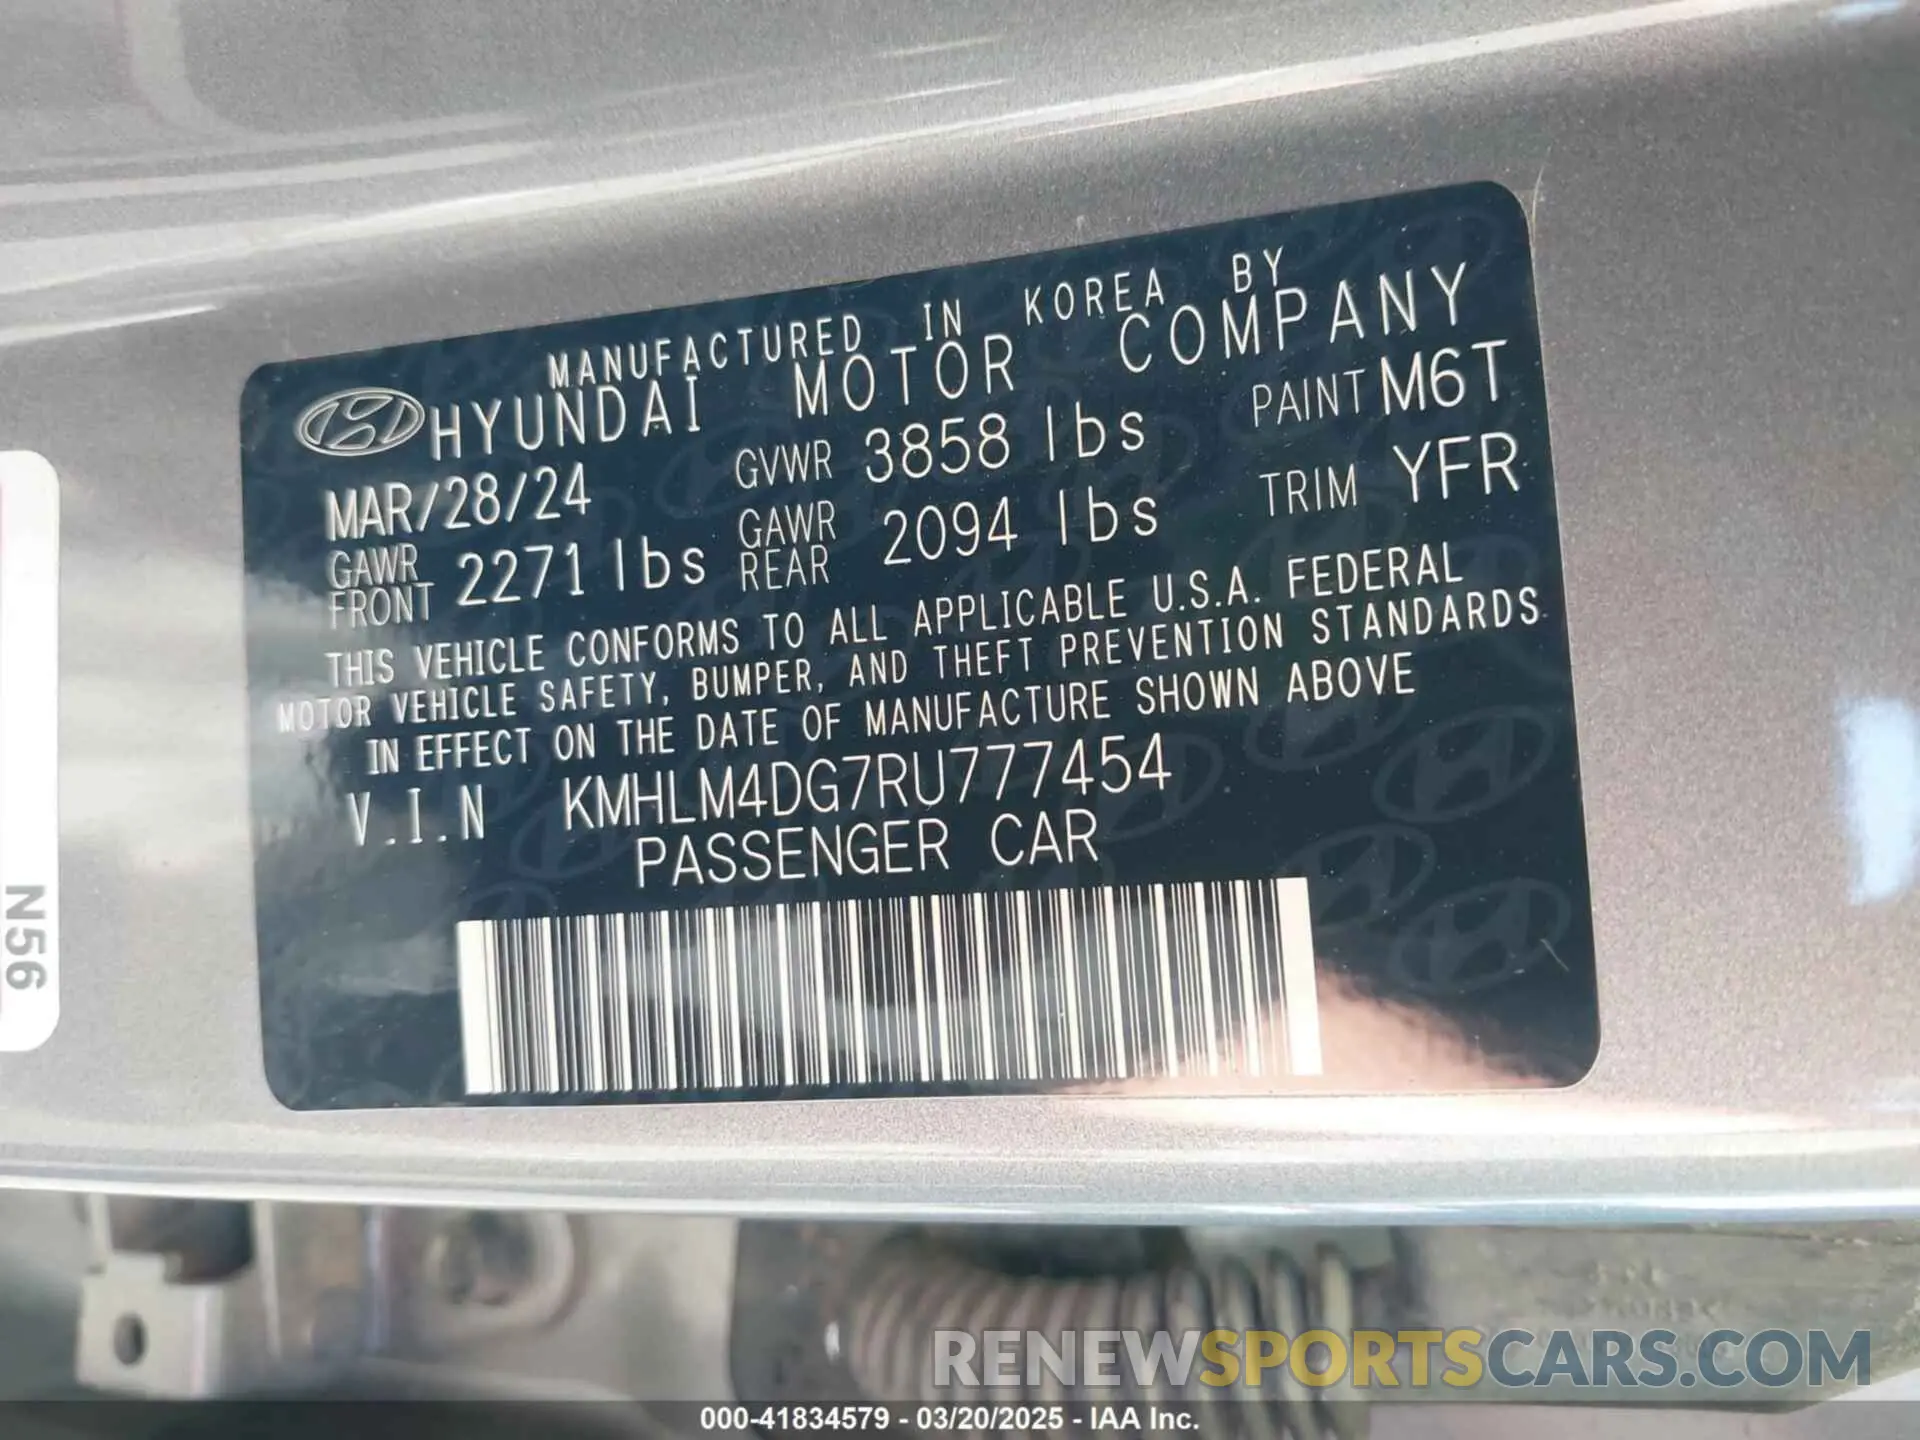 MANUFACTURED IN KOREA BY
HYUNDAI MOTOR COMPANY
MAR/28/24 GVWR 3858 lbs PAINT M6T
GAWR FRONT 2271 lbs GAWR REAR 2094 lbs TRIM YFR
THIS VEHICLE CONFORMS TO ALL APPLICABLE U.S.A. FEDERAL
MOTOR VEHICLE SAFETY, BUMPER, AND THEFT PREVENTION STANDARDS
IN EFFECT ON THE DATE OF MANUFACTURE SHOWN ABOVE
V.I.N KMHLM4DG7RU777454
PASSENGER CAR
N56
RENEWSPORTSCARS.COM
000-41834579 - 03/20/2025 - IAA Inc.